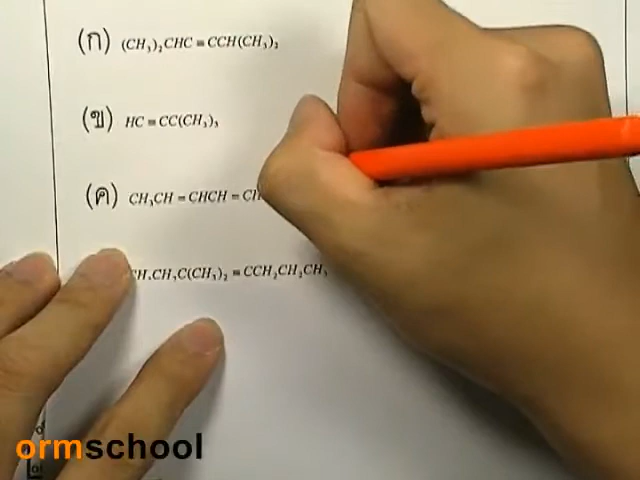 (ก) (CH₃)₂CHC ≡ CCH(CH₃)₂
(ข) HC ≡ CC(CH₃)₃
(ค) CH₃CH = CHCH = CH
CH₃CH₂C(CH₃)₂ ≡ CCH₂CH₂CH₃
ormschool